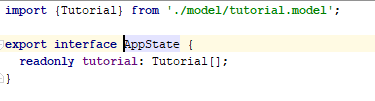 import {Tutorial} from './model/tutorial.model';
export interface AppState {
readonly tutorial: Tutorial[];
}